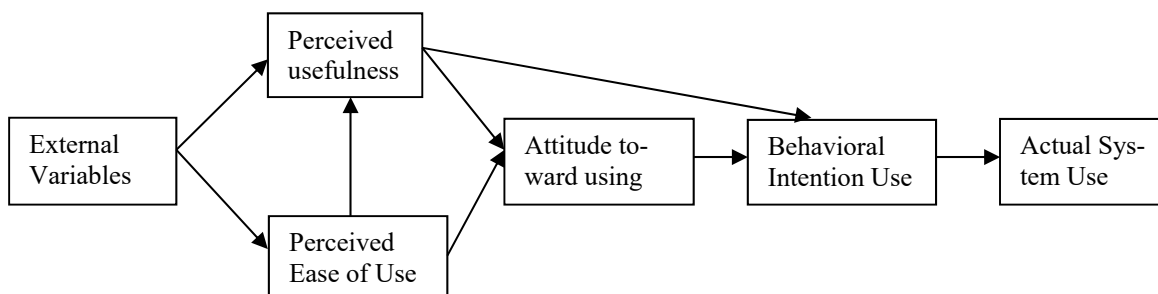 Perceived
usefulness
External
Variables
Attitude to-
ward using
Behavioral
Intention Use
Actual Sys-
tem Use
Perceived
Ease of Use